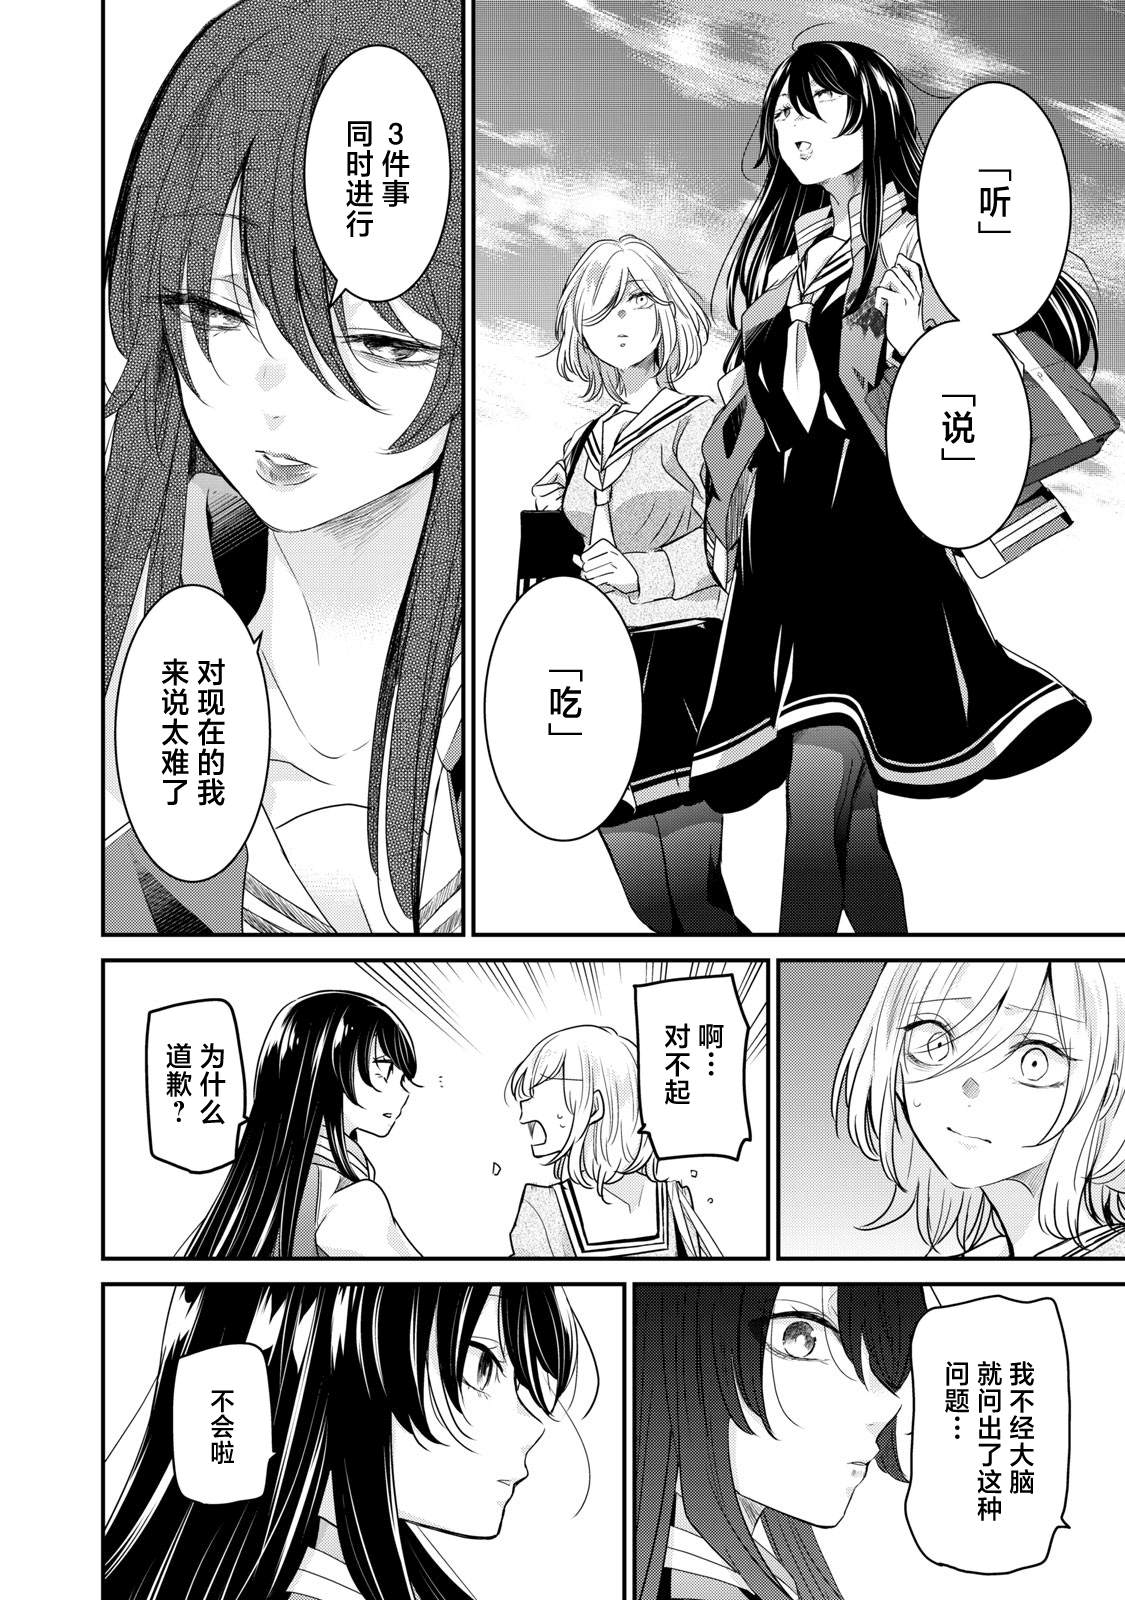 「听」
「说」
「吃」
3件事
同时进行
对现在的我
来说太难了
啊…
对不起
为什么
道歉?
我不经大脑
就问出了这种
问题…
不会啦